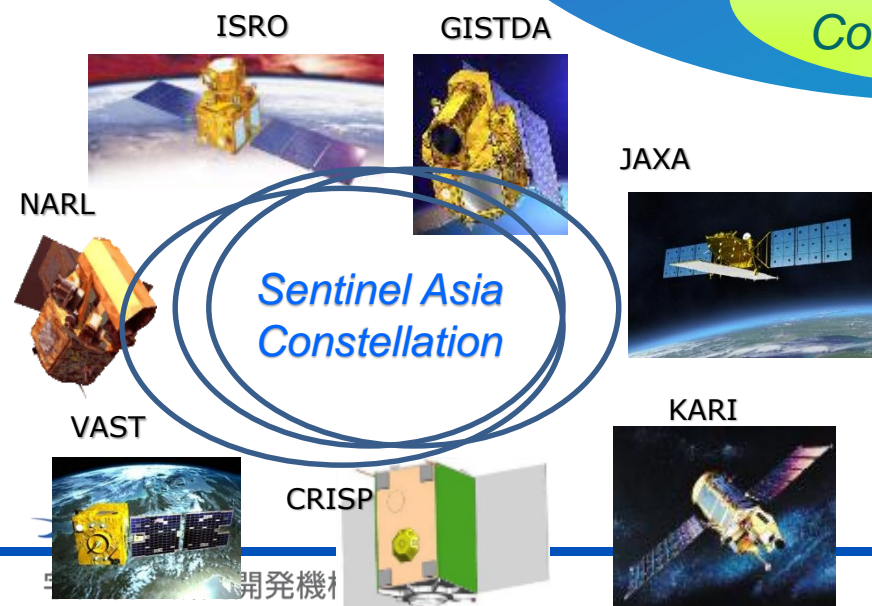 ISRO
GISTDA
Co
JAXA
NARL
Sentinel Asia
Constellation
KARI
VAST
CRISP
開発機